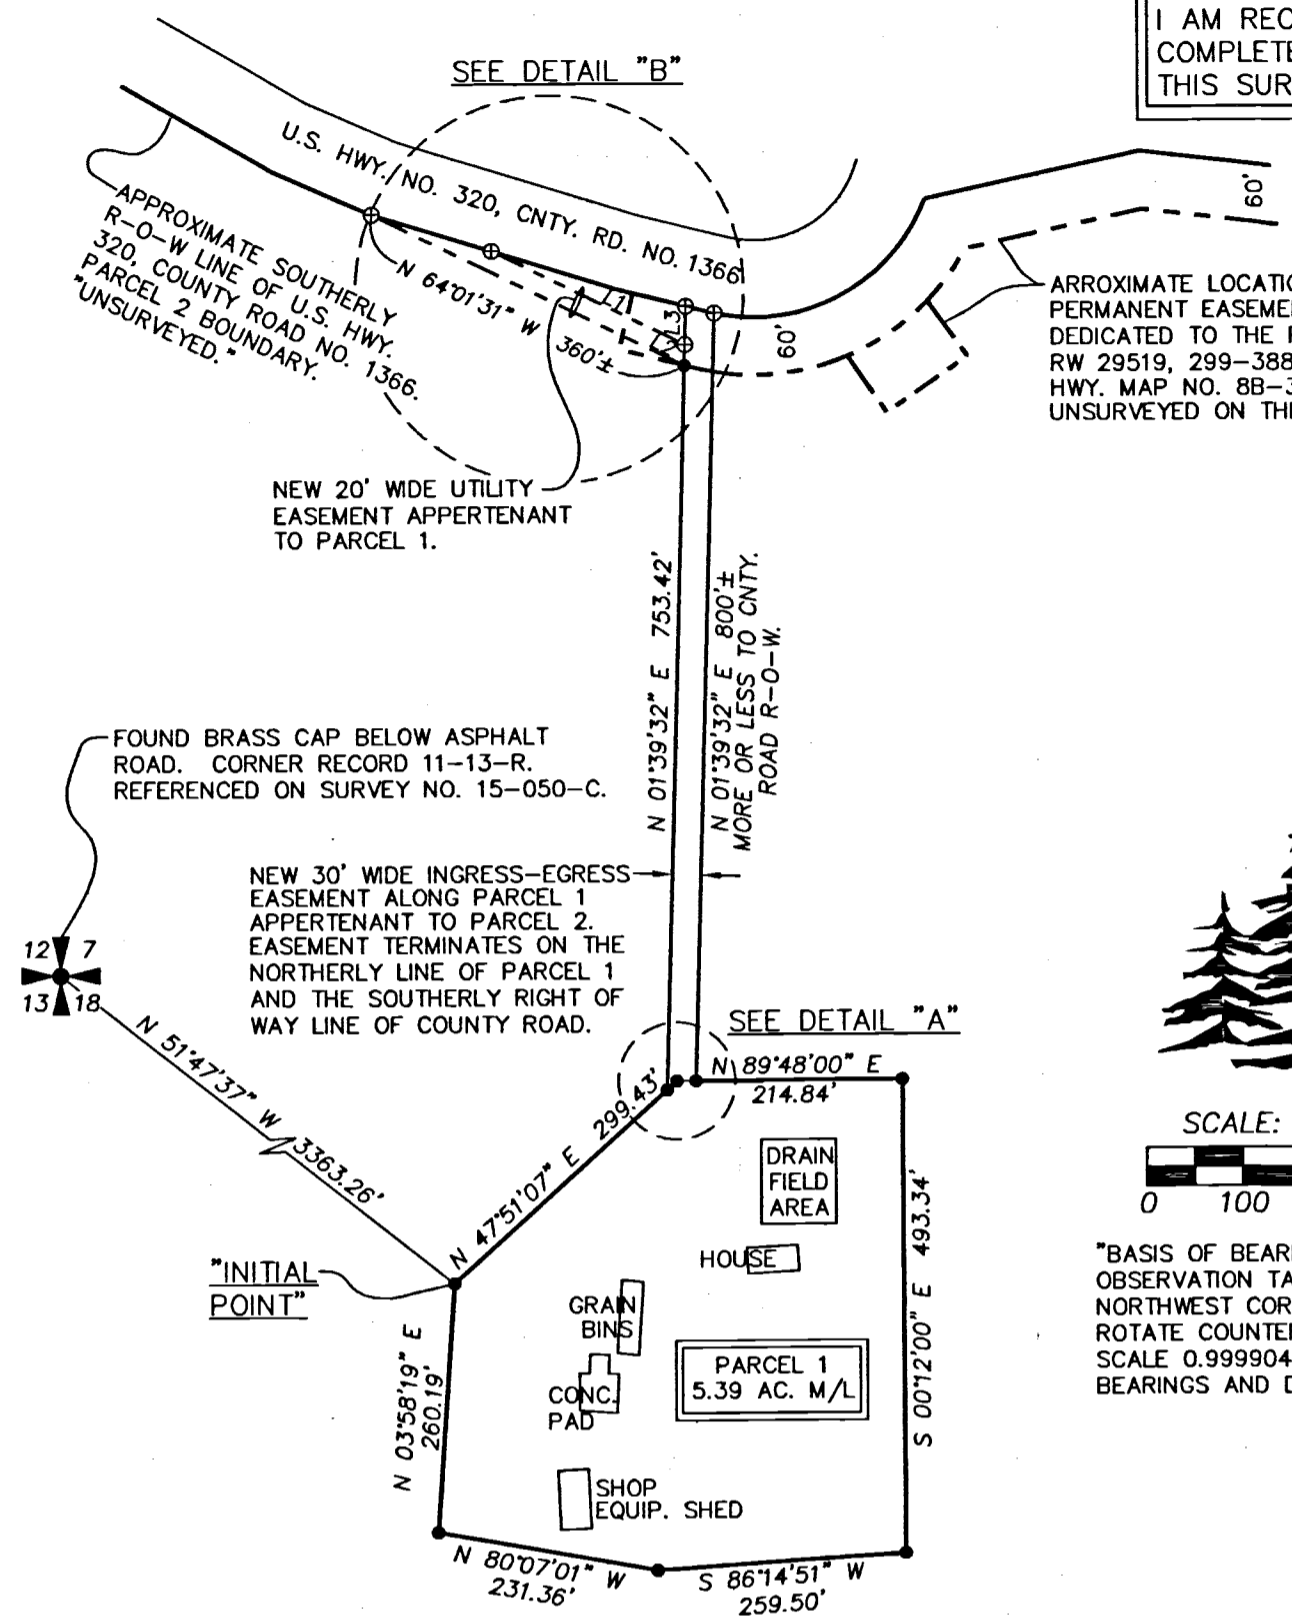 I AM REC
COMPLETE
THIS SUR
SEE DETAIL "B"
U.S. HWY. NO. 320, CNTY. RD. NO. 1366
60'
APPROXIMATE SOUTHERLY
R-O-W LINE OF U.S. HWY.
320, COUNTY ROAD NO. 1366.
PARCEL 2 BOUNDARY.
"UNSURVEYED."
N 64°01'31" W 360'±
L1
L3
L2
60'
ARROXIMATE LOCATIO
PERMANENT EASEME
DEDICATED TO THE
RW 29519, 299-388
HWY. MAP NO. 8B-3
UNSURVEYED ON THI
NEW 20' WIDE UTILITY
EASEMENT APPERTENANT
TO PARCEL 1.
N 01°39'32" E 753.42'
N 01°39'32" E 800'±
MORE OR LESS TO CNTY.
ROAD R-O-W.
FOUND BRASS CAP BELOW ASPHALT
ROAD. CORNER RECORD 11-13-R.
REFERENCED ON SURVEY NO. 15-050-C.
NEW 30' WIDE INGRESS-EGRESS
EASEMENT ALONG PARCEL 1
APPERTENANT TO PARCEL 2.
EASEMENT TERMINATES ON THE
NORTHERLY LINE OF PARCEL 1
AND THE SOUTHERLY RIGHT OF
WAY LINE OF COUNTY ROAD.
12 7
13 18
N 51°47'37" W 3363.26'
SEE DETAIL "A"
N 89°48'00" E
214.84'
N 47°51'07" E 299.43'
DRAIN
FIELD
AREA
HOUSE
S 00°12'00" E 493.34'
SCALE:
0 100
"INITIAL
POINT"
GRAIN
BINS
PARCEL 1
5.39 AC. M/L
CONC.
PAD
N 03°58'19" E
260.19'
SHOP
EQUIP. SHED
N 80°07'01" W
231.36'
S 86°14'51" W
259.50'
"BASIS OF BEAR
OBSERVATION TA
NORTHWEST COR
ROTATE COUNTE
SCALE 0.999904
BEARINGS AND D